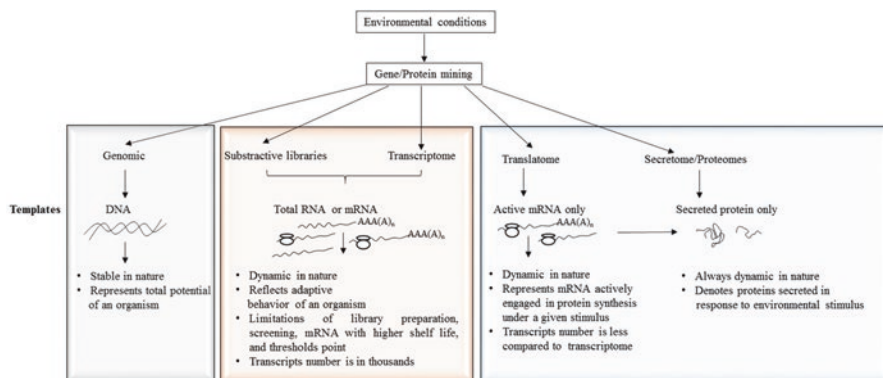 Environmental conditions
Gene/Protein mining
Genomic
Substractive libraries
Transcriptome
Translatome
Secretome/Proteomes
Templates
DNA
Total RNA or mRNA
Active mRNA only
Secreted protein only
AAA(A)n
AAA(A)n
AAA(A)n
AAA(A)n
• Stable in nature
• Represents total potential
of an organism
• Dynamic in nature
• Reflects adaptive
behavior of an organism
• Limitations of library preparation,
screening, mRNA with higher shelf life,
and thresholds point
• Transcripts number is in thousands
• Dynamic in nature
• Represents mRNA actively
engaged in protein synthesis
under a given stimulus
• Transcripts number is less
compared to transcriptome
• Always dynamic in nature
• Denotes proteins secreted in
response to environmental stimulus